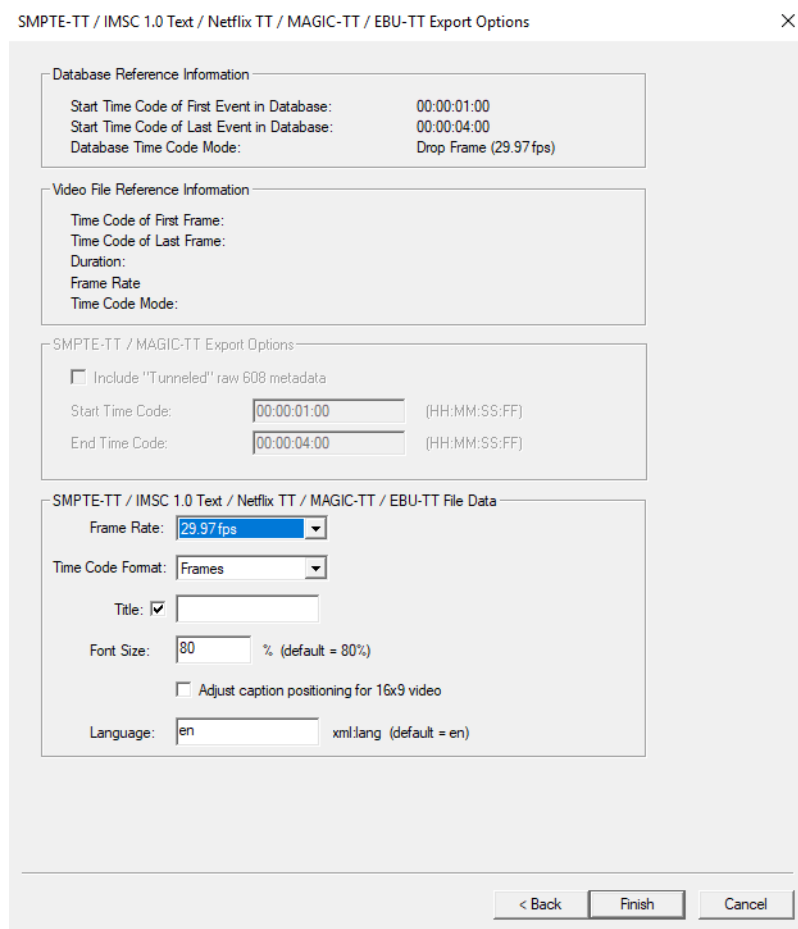 SMPTE-TT / IMSC 1.0 Text / Netflix TT / MAGIC-TT / EBU-TT Export Options
Database Reference Information
Start Time Code of First Event in Database: 00:00:01:00
Start Time Code of Last Event in Database: 00:00:04:00
Database Time Code Mode: Drop Frame (29.97 fps)
Video File Reference Information
Time Code of First Frame:
Time Code of Last Frame:
Duration:
Frame Rate
Time Code Mode:
SMPTE-TT / MAGIC-TT Export Options
Include "Tunneled" raw 608 metadata
Start Time Code: 00:00:01:00 (HH:MM:SS:FF)
End Time Code: 00:00:04:00 (HH:MM:SS:FF)
SMPTE-TT / IMSC 1.0 Text / Netflix TT / MAGIC-TT / EBU-TT File Data
Frame Rate: 29.97 fps
Time Code Format: Frames
Title:
Font Size: 80 % (default = 80%)
Adjust caption positioning for 16x9 video
Language: en xml:lang (default = en)
< Back Finish Cancel